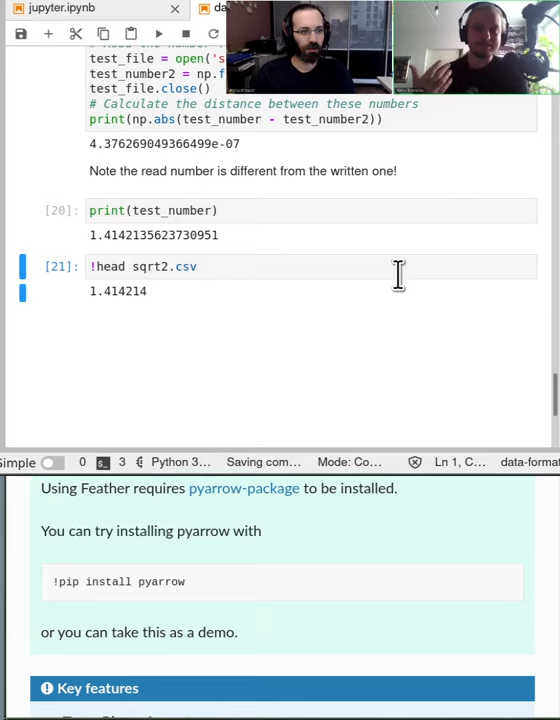 jupyter.ipynb
da
test_file = open('s
test_number2 = np.f
test_file.close()
# Calculate the distance between these numbers
print(np.abs(test_number - test_number2))
4.376269049366499e-07
Note the read number is different from the written one!
[20]: print(test_number)
1.4142135623730951
[21]: !head sqrt2.csv
1.414214
Simple 0 3 Python 3... Saving com... Mode: Co... Ln 1, C... data-format
Using Feather requires pyarrow-package to be installed.
You can try installing pyarrow with
!pip install pyarrow
or you can take this as a demo.
Key features